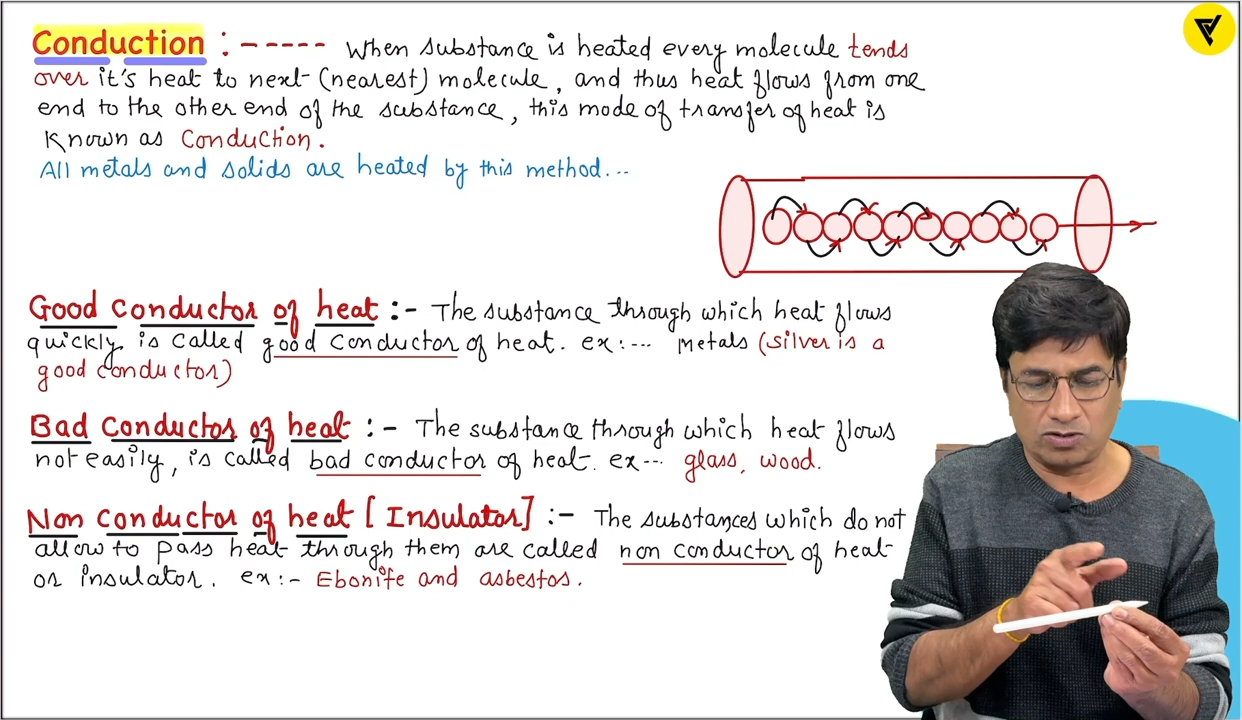 Conduction :----- When substance is heated every molecule tends
over it's heat to next (nearest) molecule, and thus heat flows from one
end to the other end of the substance, this mode of transfer of heat is
known as Conduction.
All metals and solids are heated by this method...
Good Conductor of heat :- The substance through which heat flows
quickly is called good Conductor of heat. ex:--- Metals (silver is a
good conductor)
Bad Conductor of heat :- The substance through which heat flows
not easily, is called bad conductor of heat. ex--- glass, wood.
Non Conductor of heat [Insulator] :- The substances which do not
allow to pass heat through them are called non conductor of heat
or insulator. ex:- Ebonife and asbestos.